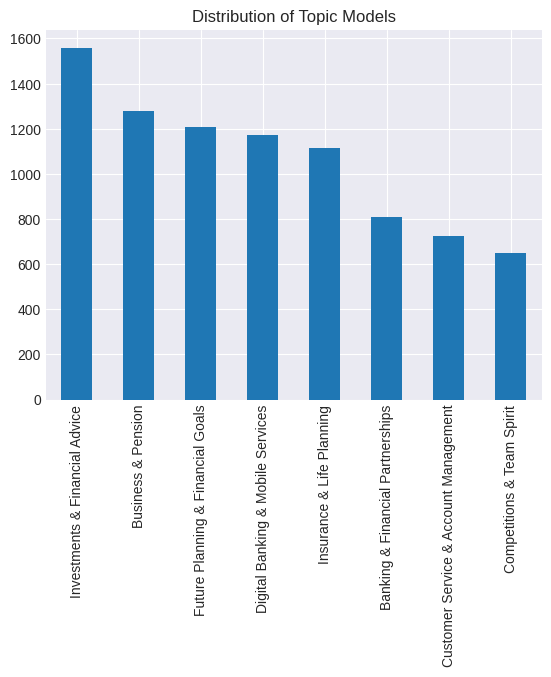 Distribution of Topic Models
1600
1400
1200
1000
800
600
400
200
0
Investments & Financial Advice
Business & Pension
Future Planning & Financial Goals
Digital Banking & Mobile Services
Insurance & Life Planning
Banking & Financial Partnerships
Customer Service & Account Management
Competitions & Team Spirit